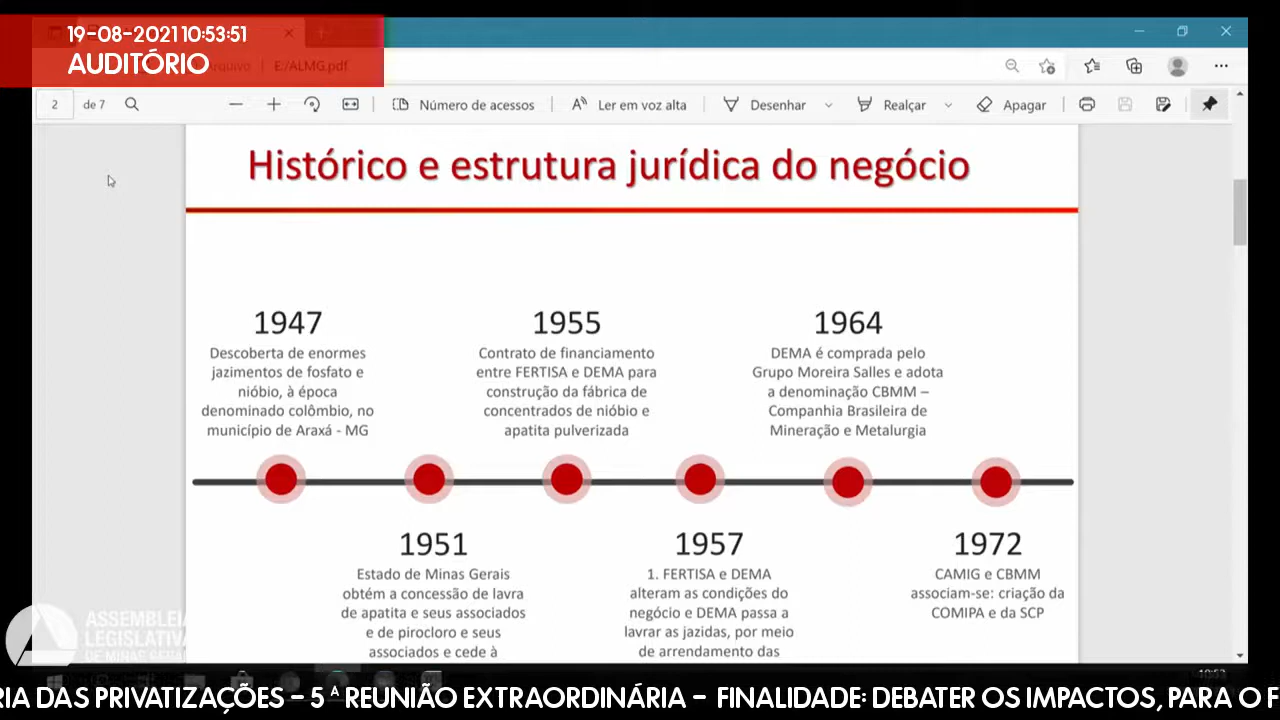 19-08-2021 10:53:51
AUDITÓRIO
E:/ALMG.pdf
2 de 7
Número de acessos
Ler em voz alta
Desenhar
Realçar
Apagar
Histórico e estrutura jurídica do negócio
1947
Descoberta de enormes
jazimentos de fosfato e
nióbio, à época
denominado colômbio, no
município de Araxá - MG
1955
Contrato de financiamento
entre FERTISA e DEMA para
construção da fábrica de
concentrados de nióbio e
apatita pulverizada
1964
DEMA é comprada pelo
Grupo Moreira Salles e adota
a denominação CBMM –
Companhia Brasileira de
Mineração e Metalurgia
1951
Estado de Minas Gerais
obtém a concessão de lavra
de apatita e seus associados
e de pirocloro e seus
associados e cede à
1957
1. FERTISA e DEMA
alteram as condições do
negócio e DEMA passa a
lavrar as jazidas, por meio
de arrendamento das
1972
CAMIG e CBMM
associam-se: criação da
COMIPA e da SCP
ASSEMBLEIA
LEGISLATIVA
DE MINAS GERAIS
RIA DAS PRIVATIZAÇÕES – 5 ª REUNIÃO EXTRAORDINÁRIA – FINALIDADE: DEBATER OS IMPACTOS, PARA O F